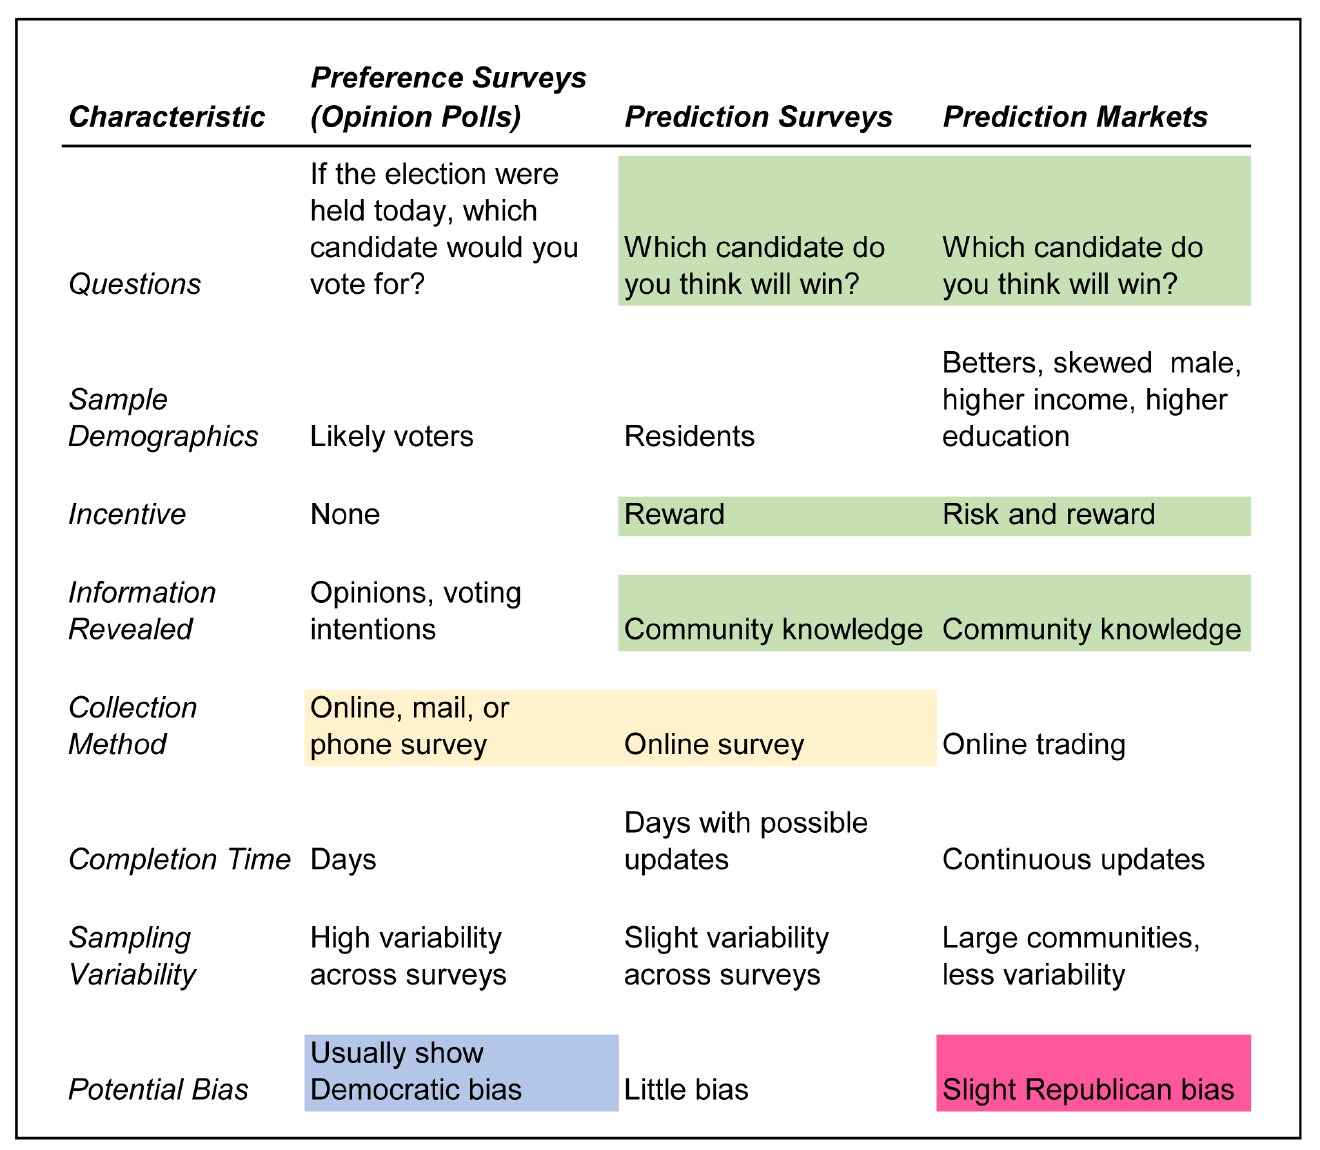 Characteristic
Preference Surveys
(Opinion Polls)
Prediction Surveys
Prediction Markets
Questions
If the election were
held today, which
candidate would you
vote for?
Which candidate do
you think will win?
Which candidate do
you think will win?
Sample
Demographics
Likely voters
Residents
Betters, skewed  male,
higher income, higher
education
Incentive
None
Reward
Risk and reward
Information
Revealed
Opinions, voting
intentions
Community knowledge
Community knowledge
Collection
Method
Online, mail, or
phone survey
Online survey
Online trading
Completion Time
Days
Days with possible
updates
Continuous updates
Sampling
Variability
High variability
across surveys
Slight variability
across surveys
Large communities,
less variability
Potential Bias
Usually show
Democratic bias
Little bias
Slight Republican bias